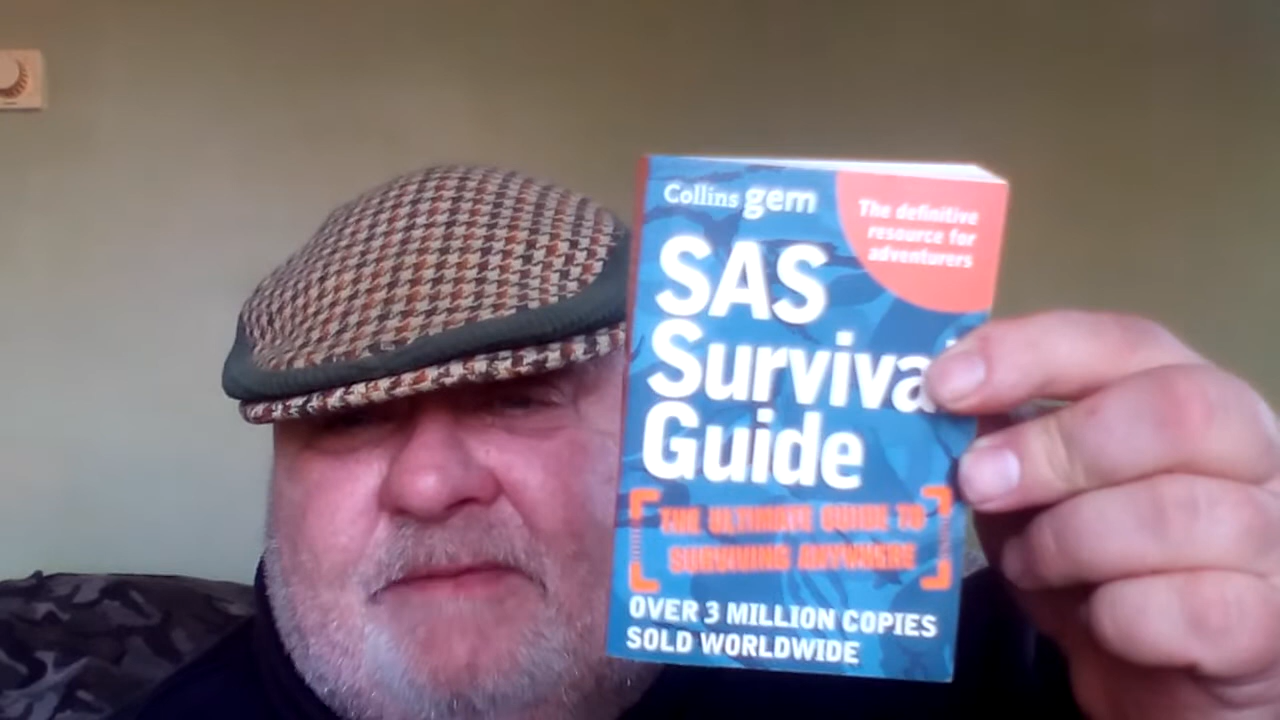 Collins gem
The definitive
resource for
adventurers
SAS
Survival
Guide
THE ULTIMATE GUIDE TO
SURVIVING ANYWHERE
OVER 3 MILLION COPIES
SOLD WORLDWIDE